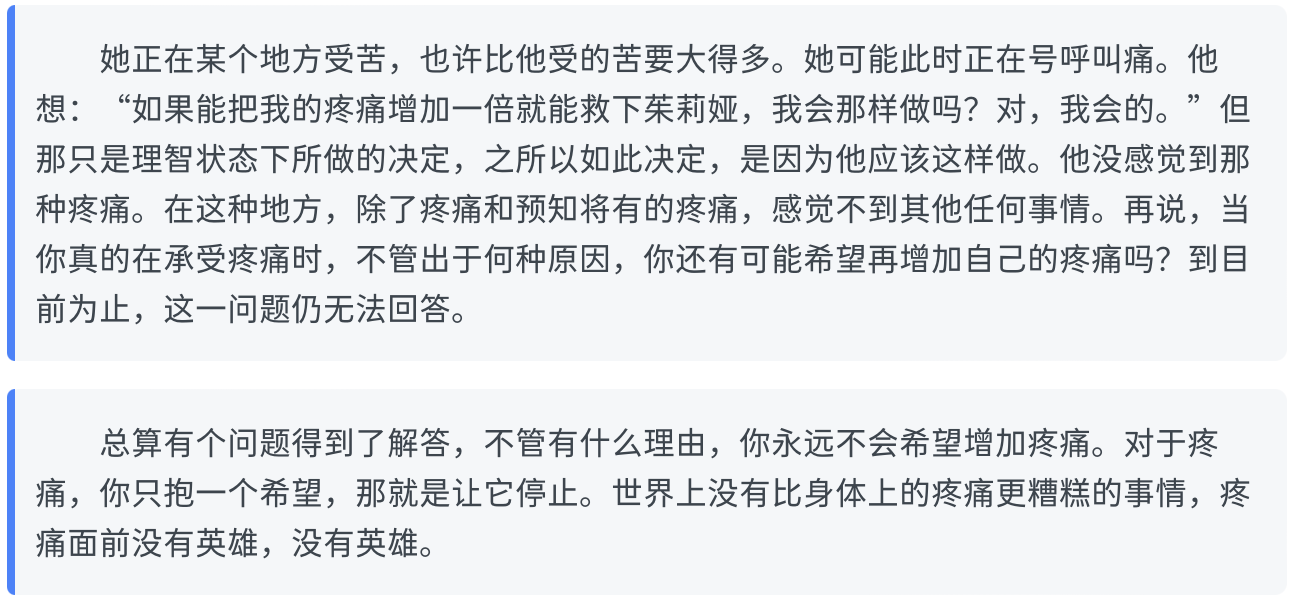 她正在某个地方受苦，也许比他受的苦要大得多。她可能此时正在号呼叫痛。他
想：“如果能把我的疼痛增加一倍就能救下茱莉娅，我会那样做吗？对，我会的。”但
那只是理智状态下所做的决定，之所以如此决定，是因为他应该这样做。他没感觉到那
种疼痛。在这种地方，除了疼痛和预知将有的疼痛，感觉不到其他任何事情。再说，当
你真的在承受疼痛时，不管出于何种原因，你还有可能希望再增加自己的疼痛吗？到目
前为止，这一问题仍无法回答。
总算有个问题得到了解答，不管有什么理由，你永远不会希望增加疼痛。对于疼
痛，你只抱一个希望，那就是让它停止。世界上没有比身体上的疼痛更糟糕的事情，疼
痛面前没有英雄，没有英雄。